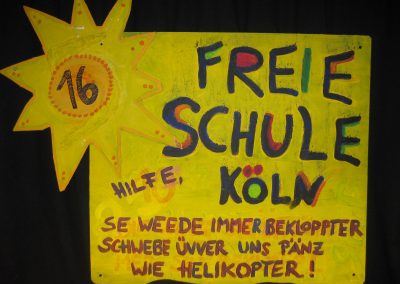 16
FREIE
SCHULE
KÖLN
HILFE,
SE WEEDE IMMER BEKLOPPTER
SCHWEBE ÜVVER UNS PÄNZ
WIE HELIKOPTER!